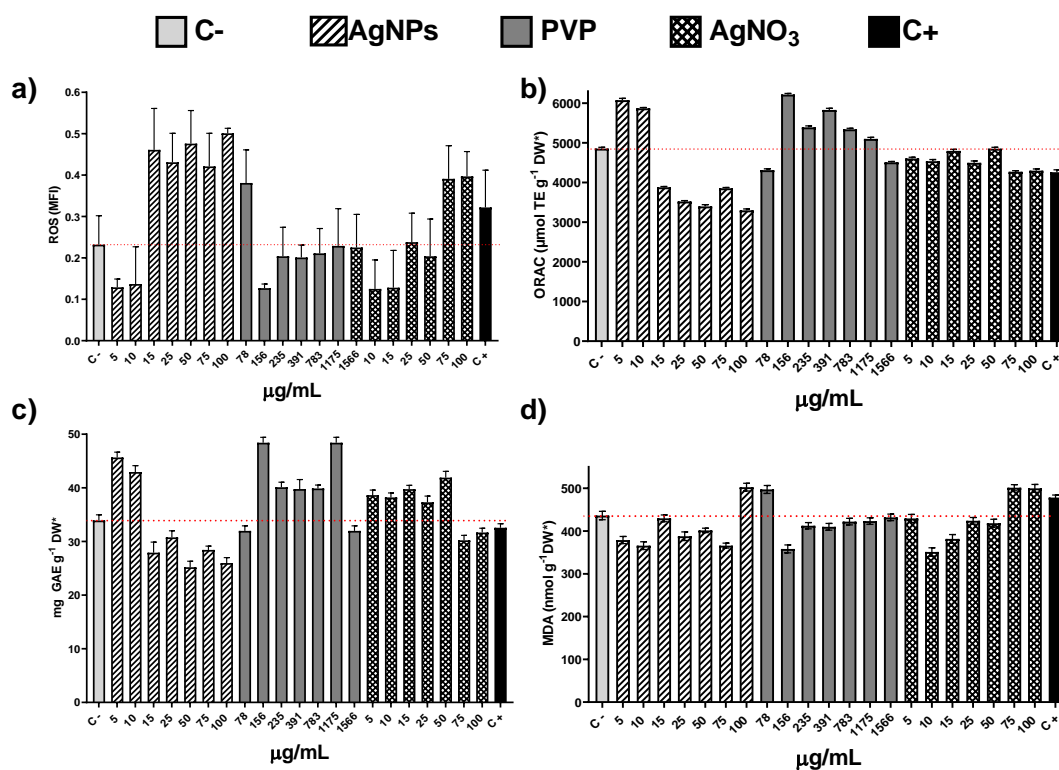 C- AgNPs PVP AgNO₃ C+
a)
ROS (MFI)
0.6
0.5
0.4
0.3
0.2
0.1
0.0
C - 5 10 15 25 50 75 100 78 156 235 391 783 1175 1566 10 15 25 50 75 100 C +
µg/mL
b)
ORAC (µmol TE g⁻¹ DW*)
6000
5000
4000
3000
2000
1000
0
C - 5 10 15 25 50 75 100 78 156 235 391 783 1175 1566 5 10 15 25 50 75 100 C +
µg/mL
c)
mg GAE g⁻¹ DW*
50
40
30
20
10
0
C - 5 10 15 25 50 75 100 78 156 235 391 783 1175 1566 5 10 15 25 50 75 100 C +
µg/mL
d)
MDA (nmol g⁻¹DW*)
500
400
300
200
100
0
C - 5 10 15 25 50 75 100 78 156 235 391 783 1175 1566 5 10 15 25 50 75 100 C +
µg/mL